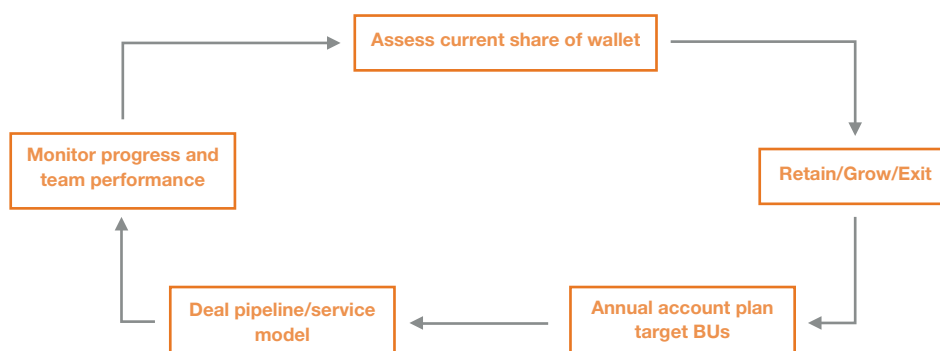 Assess current share of wallet
Monitor progress and
team performance
Retain/Grow/Exit
Deal pipeline/service
model
Annual account plan
target BUs